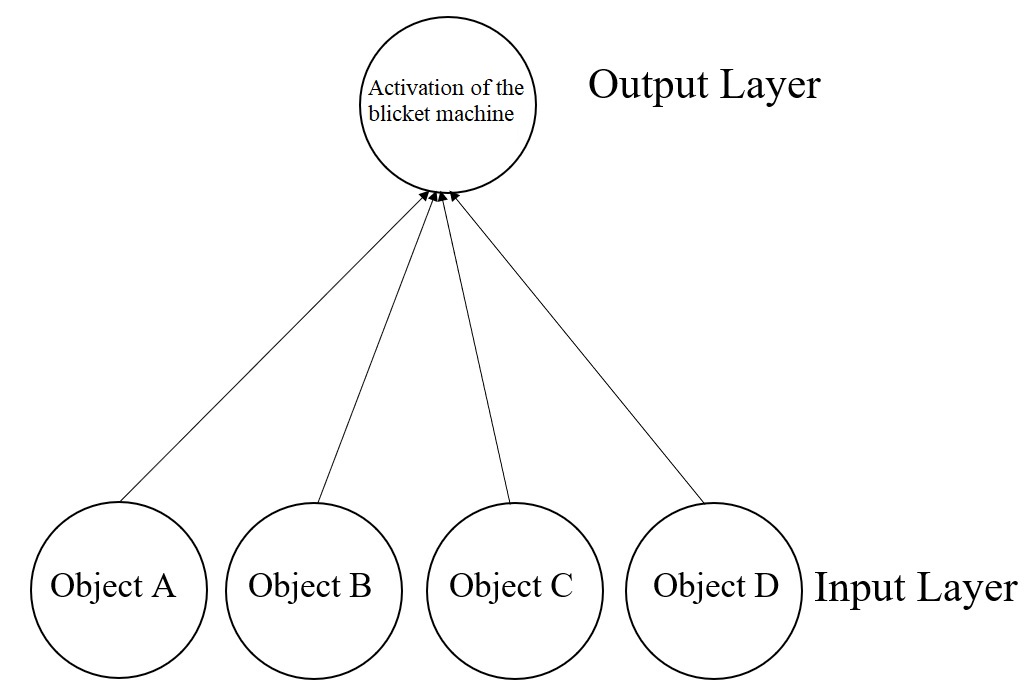 Activation of the
blicket machine
Output Layer
Object A
Object B
Object C
Object D
Input Layer